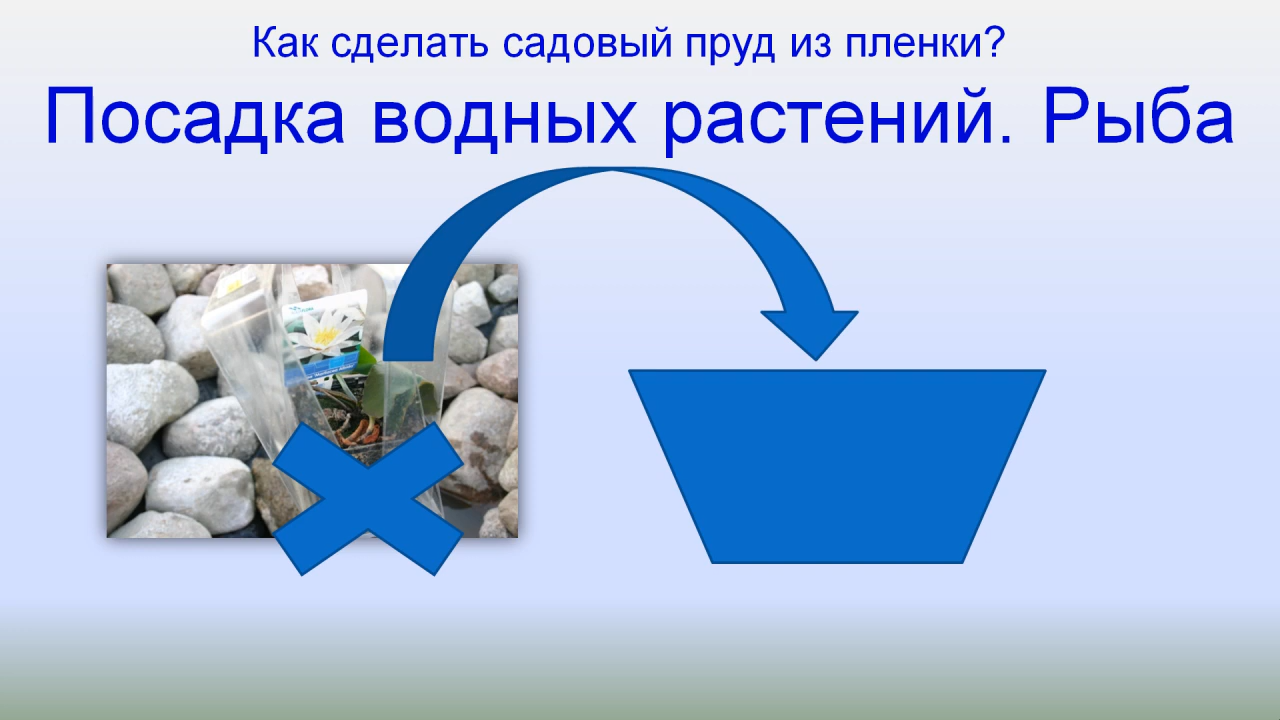 Как сделать садовый пруд из пленки?
Посадка водных растений. Рыба